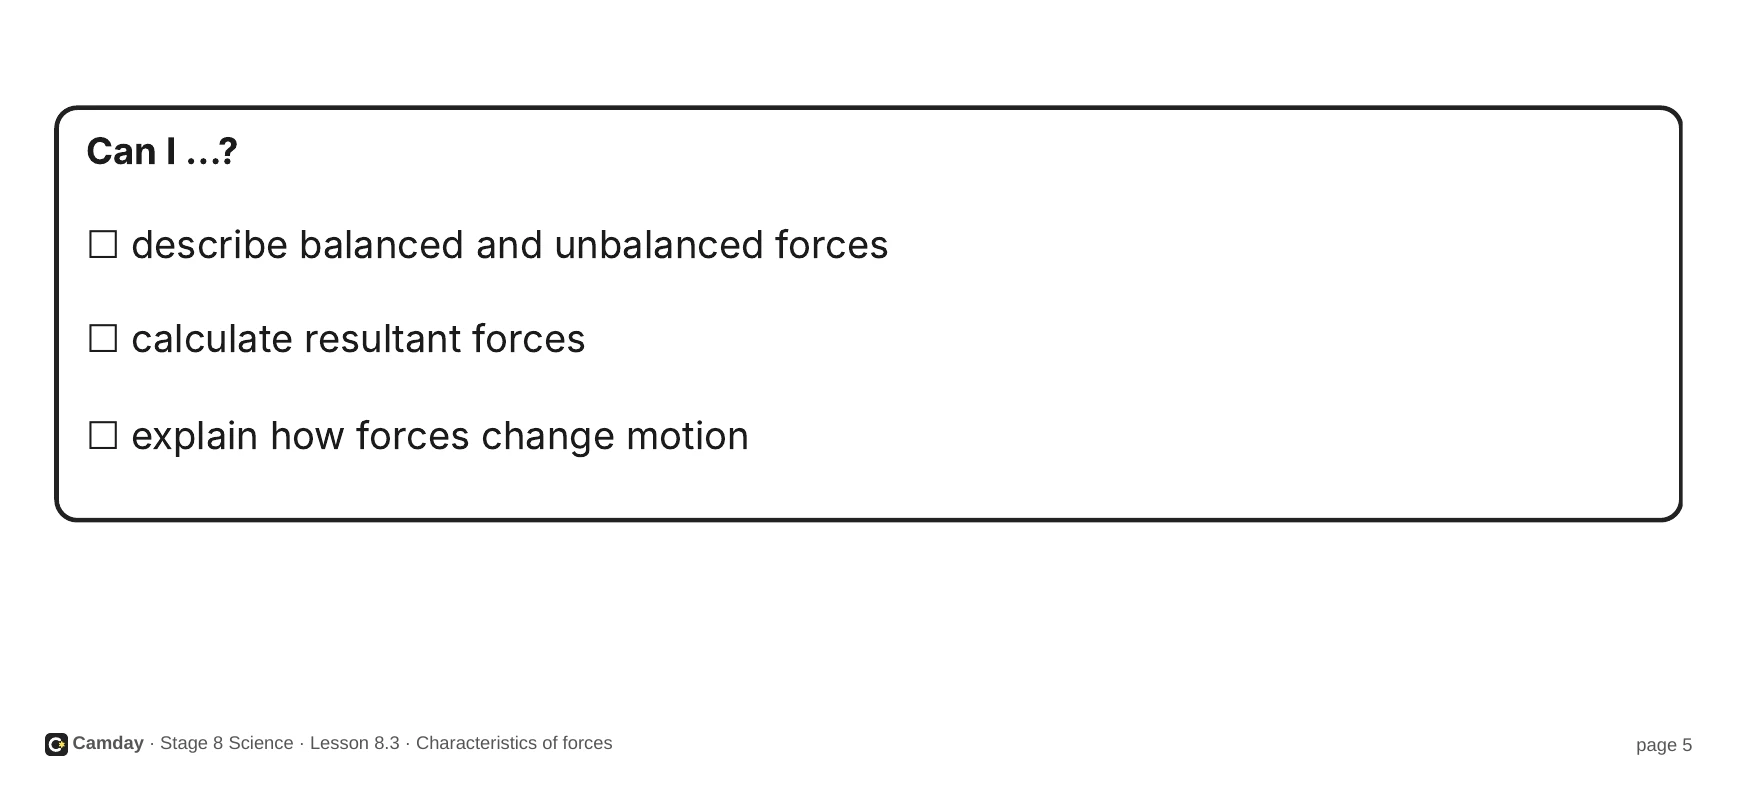 Can I ...?
☐ describe balanced and unbalanced forces
☐ calculate resultant forces
☐ explain how forces change motion
Camday · Stage 8 Science · Lesson 8.3 · Characteristics of forces
page 5